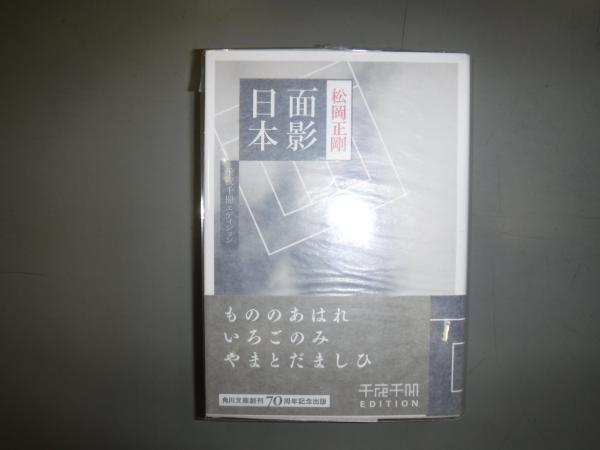 松岡正剛
面影
日本
千夜千冊エディション
もののあはれ
いろごのみ
やまとだましひ
千夜千冊
EDITION
角川文庫創刊70周年記念出版